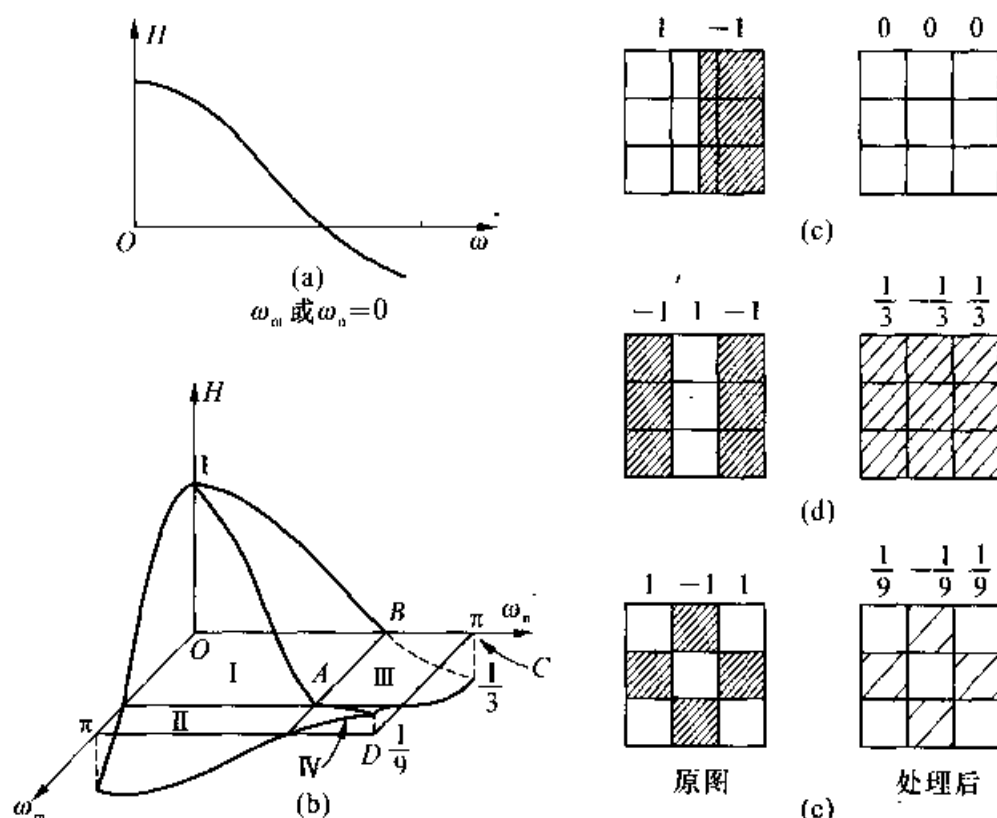 H
O
ω
(a)
ω_m 或 ω_n = 0
H
1
O
B
ω_n
π
C
A
Ⅰ
Ⅲ
1/3
π
Ⅱ
Ⅳ
D
1/9
ω_m
(b)
1 -1
0 0 0
(c)
-1 1 -1
1/3 -1/3 1/3
(d)
1 -1 1
1/9 -1/9 1/9
原图
处理后
(e)